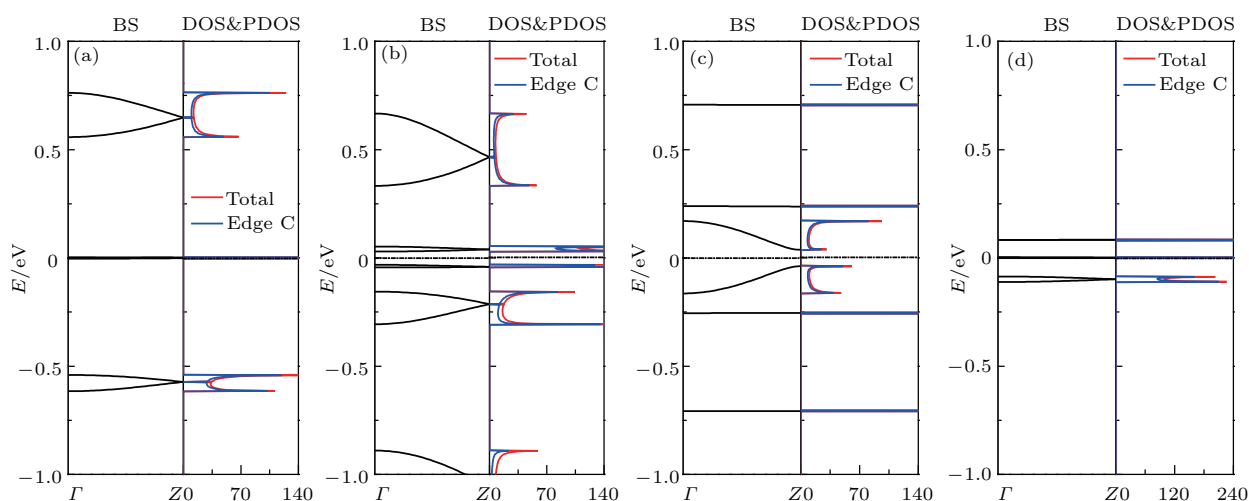 BS DOS&PDOS BS DOS&PDOS BS DOS&PDOS BS DOS&PDOS
(a)
Total
Edge C
E/eV
1.0
0.5
0
−0.5
−1.0
Γ Z0 70 140
(b)
Total
Edge C
E/eV
1.0
0.5
0
−0.5
−1.0
Γ Z0 70 140
(c)
Total
Edge C
E/eV
1.0
0.5
0
−0.5
−1.0
Γ Z0 70 140
(d)
Total
Edge C
E/eV
1.0
0.5
0
−0.5
−1.0
Γ Z0 120 240